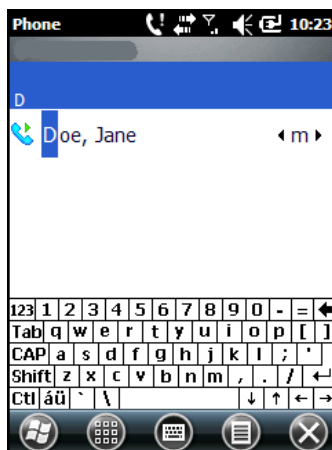 Phone 10:23
D
Doe, Jane m
123 1 2 3 4 5 6 7 8 9 0 - = ←
Tab q w e r t y u i o p [ ]
CAP a s d f g h j k l ; '
Shift z x c v b n m , . / ↵
Ctl áü ` \ ↓ ↑ ← →